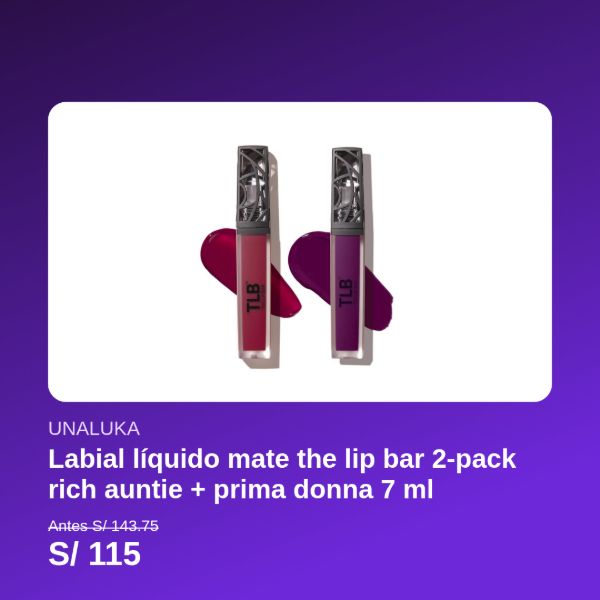 TLB
TLB
UNALUKA
Labial líquido mate the lip bar 2-pack
rich auntie + prima donna 7 ml
Antes S/ 143.75
S/ 115